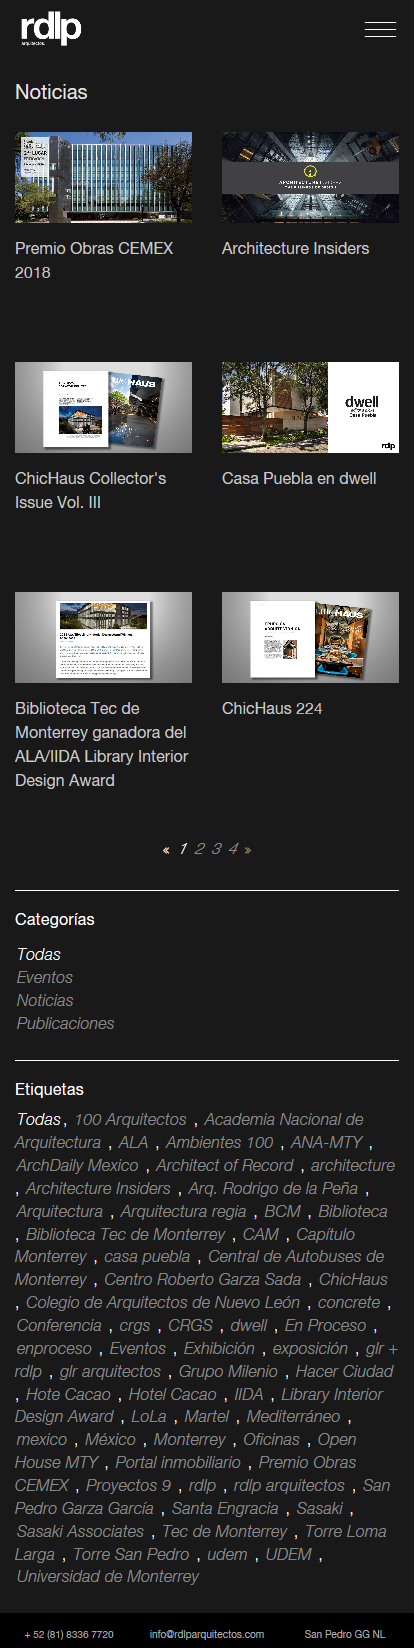 rdlp
arquitectos.
Noticias
2º LUGAR
Premio Obras CEMEX
2018
Architecture Insiders
HAUS
ChicHaus Collector's
Issue Vol. III
dwell
Casa Puebla
rdlp
Casa Puebla en dwell
Biblioteca Tec de
Monterrey ganadora del
ALA/IIDA Library Interior
Design Award
HAUS
ChicHaus 224
« 1 2 3 4 »
Categorías
Todas
Eventos
Noticias
Publicaciones
Etiquetas
Todas , 100 Arquitectos , Academia Nacional de
Arquitectura , ALA , Ambientes 100 , ANA-MTY ,
ArchDaily Mexico , Architect of Record , architecture
, Architecture Insiders , Arq. Rodrigo de la Peña ,
Arquitectura , Arquitectura regia , BCM , Biblioteca
, Biblioteca Tec de Monterrey , CAM , Capítulo
Monterrey , casa puebla , Central de Autobuses de
Monterrey , Centro Roberto Garza Sada , ChicHaus
, Colegio de Arquitectos de Nuevo León , concrete ,
Conferencia , crgs , CRGS , dwell , En Proceso ,
enproceso , Eventos , Exhibición , exposición , glr +
rdlp , glr arquitectos , Grupo Milenio , Hacer Ciudad
, Hote Cacao , Hotel Cacao , IIDA , Library Interior
Design Award , LoLa , Martel , Mediterráneo ,
mexico , México , Monterrey , Oficinas , Open
House MTY , Portal inmobiliario , Premio Obras
CEMEX , Proyectos 9 , rdlp , rdlp arquitectos , San
Pedro Garza García , Santa Engracia , Sasaki ,
Sasaki Associates , Tec de Monterrey , Torre Loma
Larga , Torre San Pedro , udem , UDEM ,
Universidad de Monterrey
+ 52 (81) 8336 7720 info@rdlparquitectos.com San Pedro GG NL